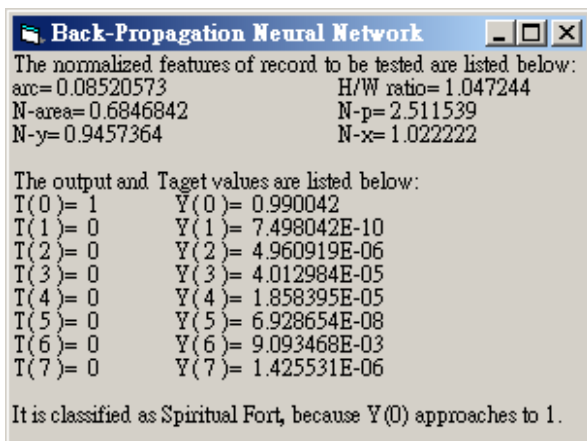 Back-Propagation Neural Network
The normalized features of record to be tested are listed below:
arc= 0.08520573 H/W ratio= 1.047244
N-area= 0.6846842 N-p= 2.511539
N-y= 0.9457364 N-x= 1.022222
The output and Taget values are listed below:
T(0)= 1 Y(0)= 0.990042
T(1)= 0 Y(1)= 7.498042E-10
T(2)= 0 Y(2)= 4.960919E-06
T(3)= 0 Y(3)= 4.012984E-05
T(4)= 0 Y(4)= 1.858395E-05
T(5)= 0 Y(5)= 6.928654E-08
T(6)= 0 Y(6)= 9.093468E-03
T(7)= 0 Y(7)= 1.425531E-06
It is classified as Spiritual Fort, because Y(0) approaches to 1.